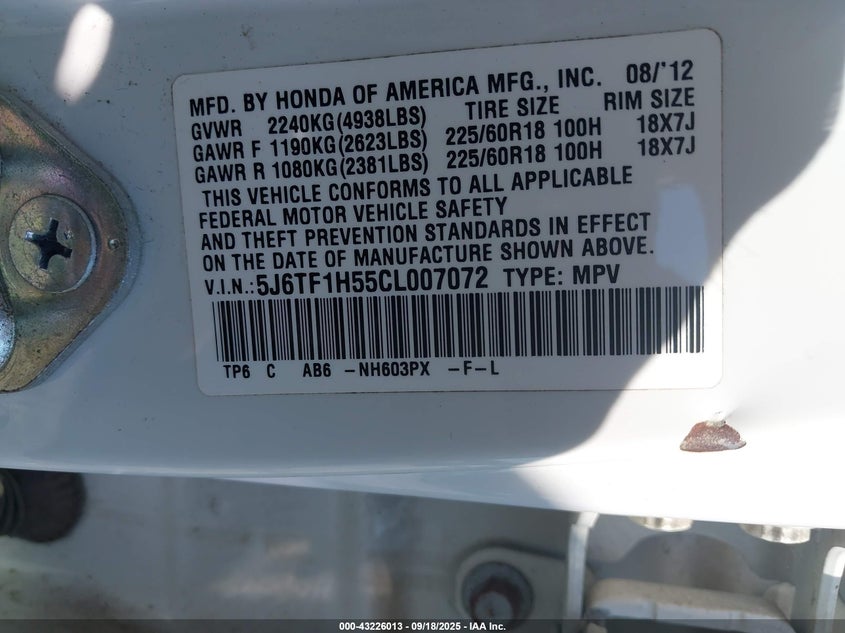 MFD. BY HONDA OF AMERICA MFG., INC. 08/'12
GVWR 2240KG(4938LBS) TIRE SIZE RIM SIZE
GAWR F 1190KG(2623LBS) 225/60R18 100H 18X7J
GAWR R 1080KG(2381LBS) 225/60R18 100H 18X7J
THIS VEHICLE CONFORMS TO ALL APPLICABLE
FEDERAL MOTOR VEHICLE SAFETY
AND THEFT PREVENTION STANDARDS IN EFFECT
ON THE DATE OF MANUFACTURE SHOWN ABOVE.
V.I.N.:5J6TF1H55CL007072 TYPE: MPV
TP6 C AB6 -NH603PX -F-L
000-43226013 - 09/18/2025 - IAA Inc.